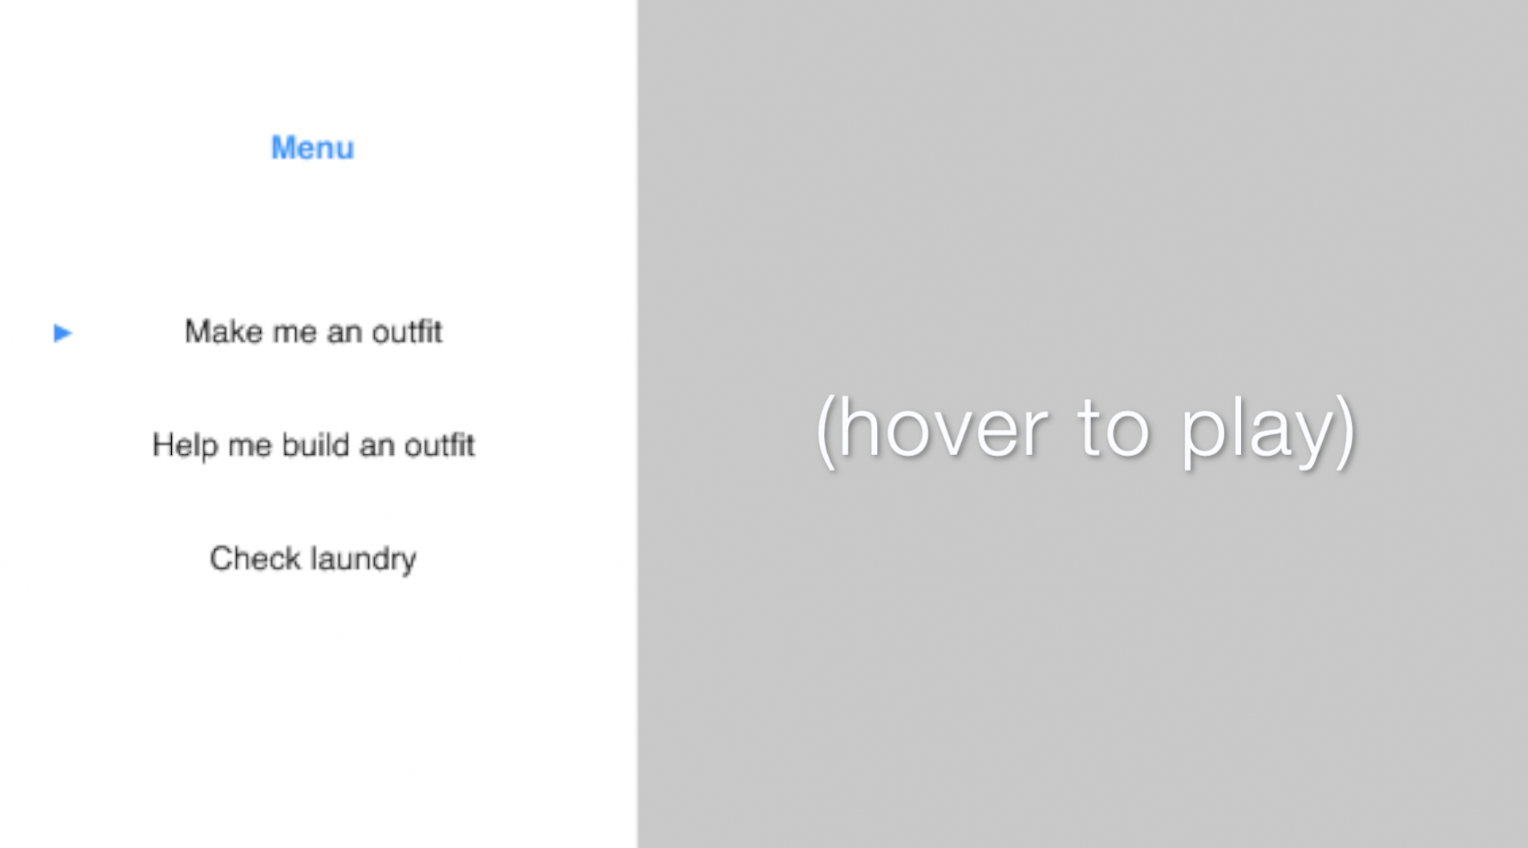 Menu
Make me an outfit
Help me build an outfit
Check laundry
(hover to play)